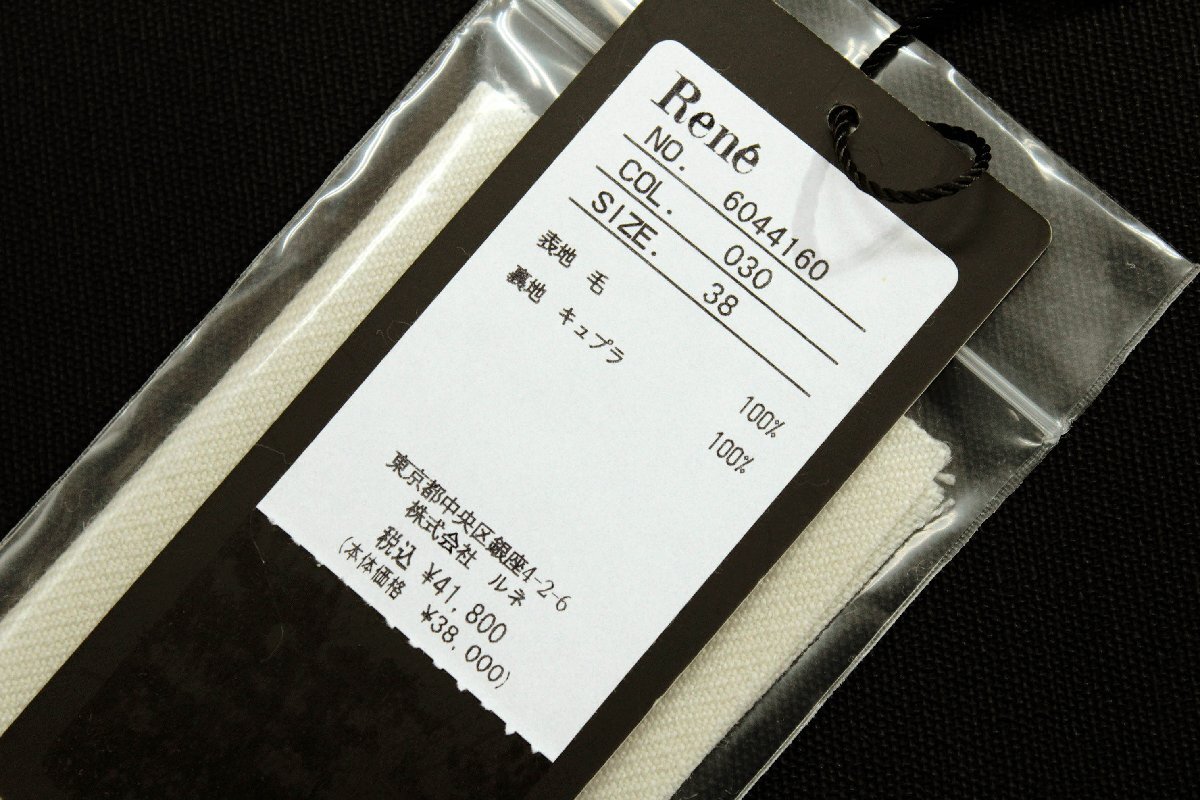 René
NO. 6044160
COL. 030
SIZE. 38
表地 毛 100%
裏地 キュプラ 100%
東京都中央区銀座4-2-6
株式会社 ルネ
税込 ¥41,800
(本体価格 ¥38,000)